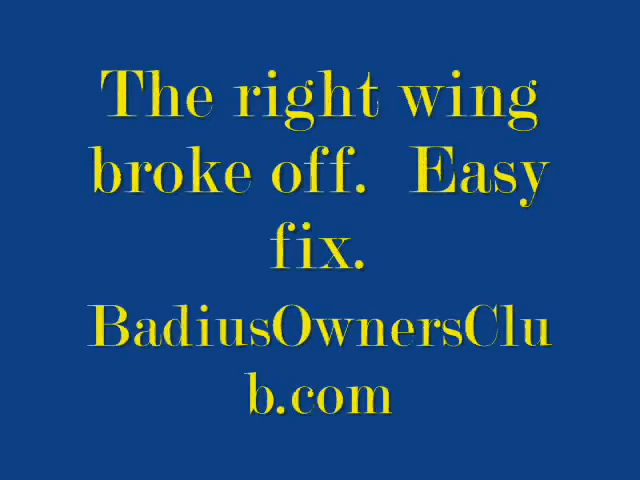 The right wing
broke off.  Easy
fix.
BadiusOwnersClu
b.com